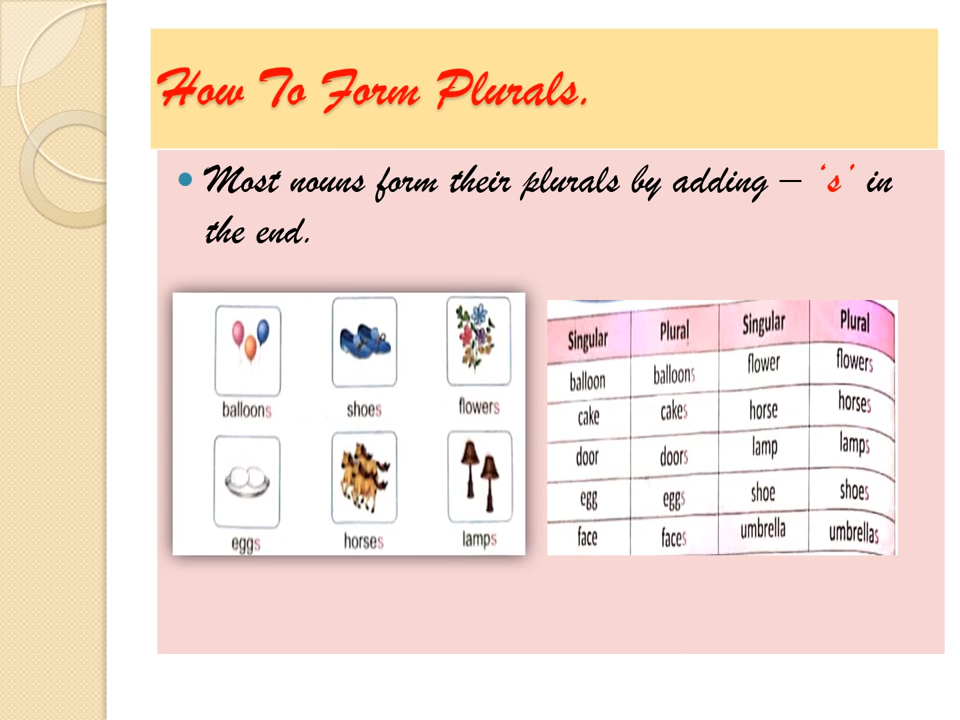 How To Form Plurals.
• Most nouns form their plurals by adding – ‘s’ in
the end.
balloons shoes flowers
eggs horses lamps
Singular Plural Singular Plural
balloon balloons flower flowers
cake cakes horse horses
door doors lamp lamps
egg eggs shoe shoes
face faces umbrella umbrellas